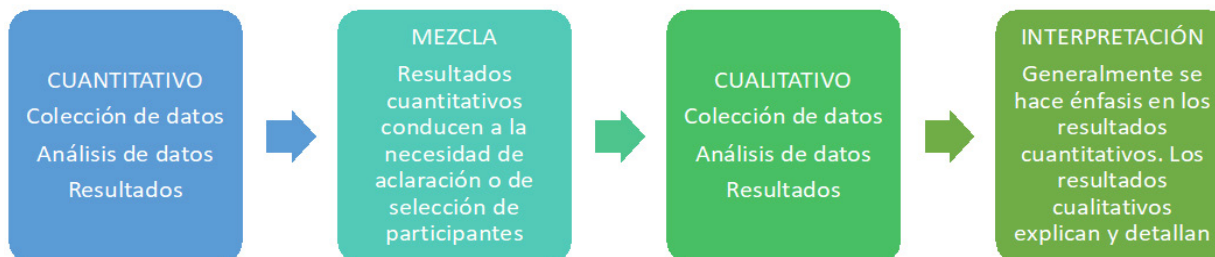 CUANTITATIVO
Colección de datos
Análisis de datos
Resultados
MEZCLA
Resultados
cuantitativos
conducen a la
necesidad de
aclaración o de
selección de
participantes
CUALITATIVO
Colección de datos
Análisis de datos
Resultados
INTERPRETACIÓN
Generalmente se
hace énfasis en los
resultados
cuantitativos. Los
resultados
cualitativos
explican y detallan